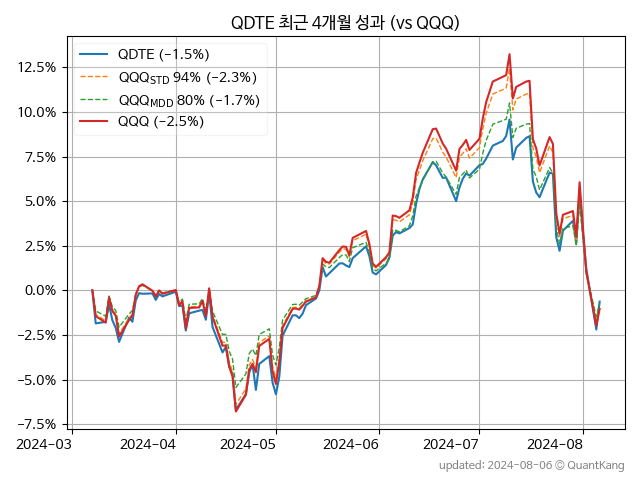 QDTE 최근 4개월 성과 (vs QQQ)
QDTE (−1.5%)
QQQSTD 94% (−2.3%)
QQQMDD 80% (−1.7%)
QQQ (−2.5%)
12.5%
10.0%
7.5%
5.0%
2.5%
0.0%
−2.5%
−5.0%
−7.5%
2024−03 2024−04 2024−05 2024−06 2024−07 2024−08
updated: 2024−08−06 © QuantKang